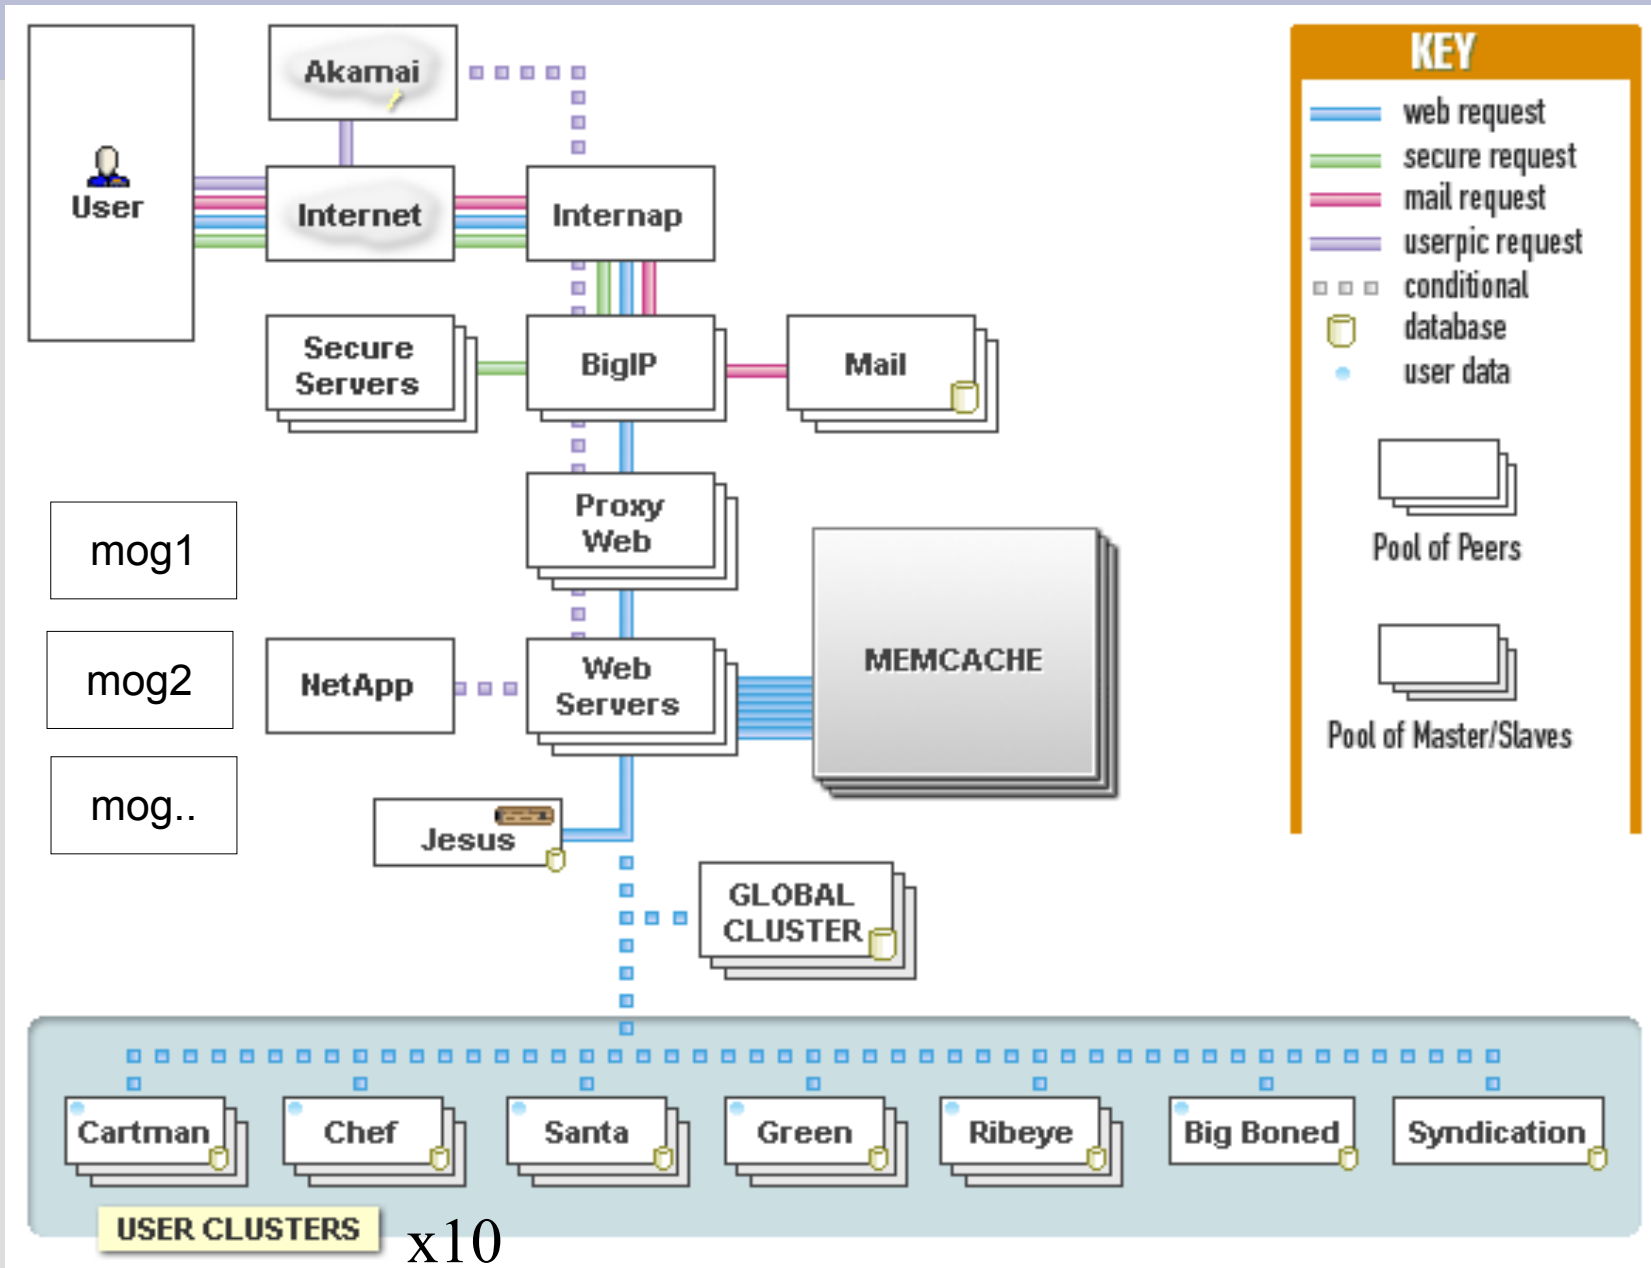 Akamai
User
Internet
Internap
Secure
Servers
BigIP
Mail
Proxy
Web
mog1
mog2
mog..
NetApp
Web
Servers
MEMCACHE
Jesus
GLOBAL
CLUSTER
Cartman
Chef
Santa
Green
Ribeye
Big Boned
Syndication
USER CLUSTERS
x10
KEY
web request
secure request
mail request
userpic request
conditional
database
user data
Pool of Peers
Pool of Master/Slaves